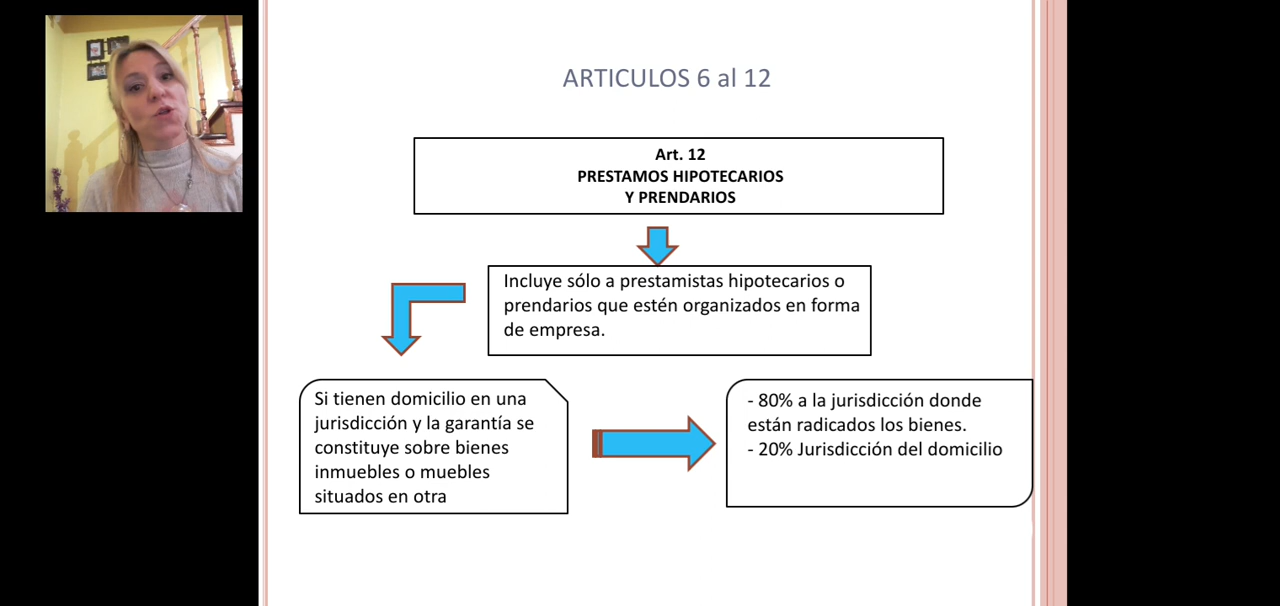 ARTICULOS 6 al 12
Art. 12
PRESTAMOS HIPOTECARIOS
Y PRENDARIOS
Incluye sólo a prestamistas hipotecarios o
prendarios que estén organizados en forma
de empresa.
Si tienen domicilio en una
jurisdicción y la garantía se
constituye sobre bienes
inmuebles o muebles
situados en otra
- 80% a la jurisdicción donde
están radicados los bienes.
- 20% Jurisdicción del domicilio